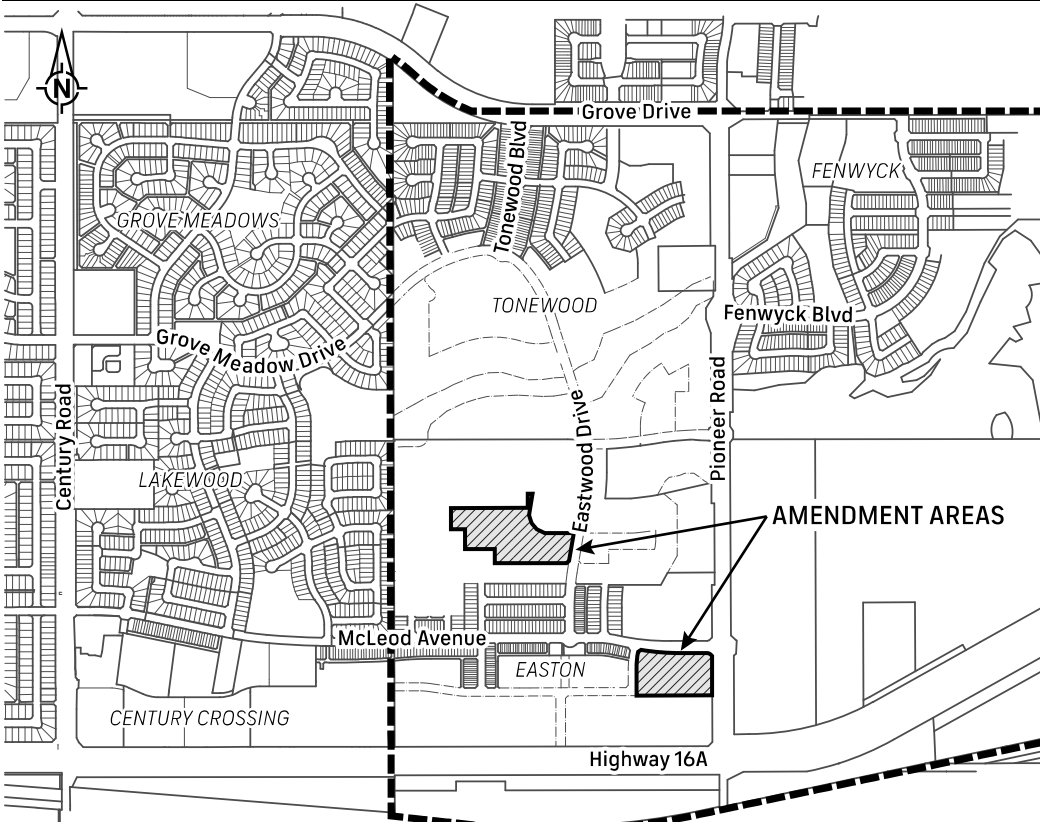 N
Grove Drive
Tonewood Blvd
FENWYCK
GROVE MEADOWS
TONEWOOD
Fenwyck Blvd
Grove Meadow Drive
Century Road
Pioneer Road
Eastwood Drive
LAKEWOOD
AMENDMENT AREAS
McLeod Avenue
EASTON
CENTURY CROSSING
Highway 16A